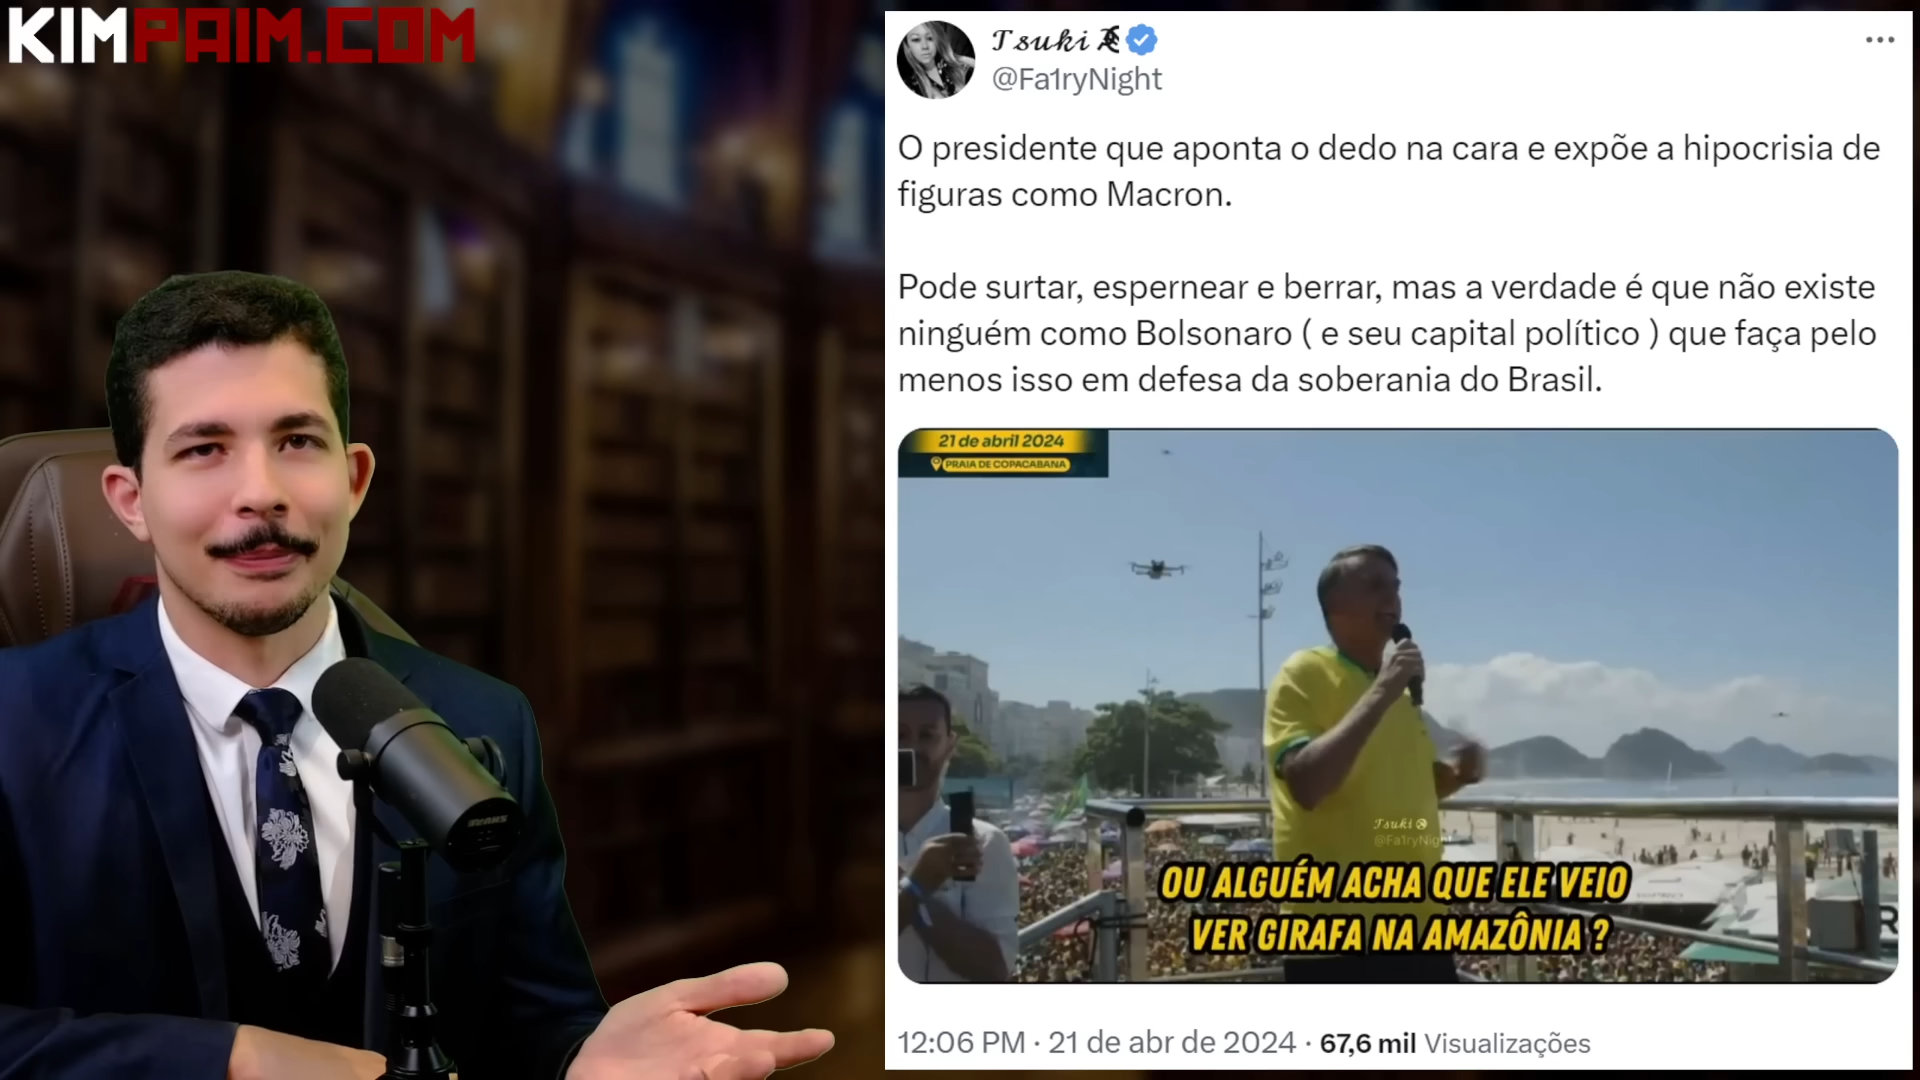 KIMPAIM.COM
Tsuki
@Fa1ryNight
O presidente que aponta o dedo na cara e expõe a hipocrisia de
figuras como Macron.
Pode surtar, espernear e berrar, mas a verdade é que não existe
ninguém como Bolsonaro ( e seu capital político ) que faça pelo
menos isso em defesa da soberania do Brasil.
21 de abril 2024
PRAIA DE COPACABANA
Tsuki
@Fa1ryNight
OU ALGUÉM ACHA QUE ELE VEIO
VER GIRAFA NA AMAZÔNIA ?
12:06 PM · 21 de abr de 2024 · 67,6 mil Visualizações